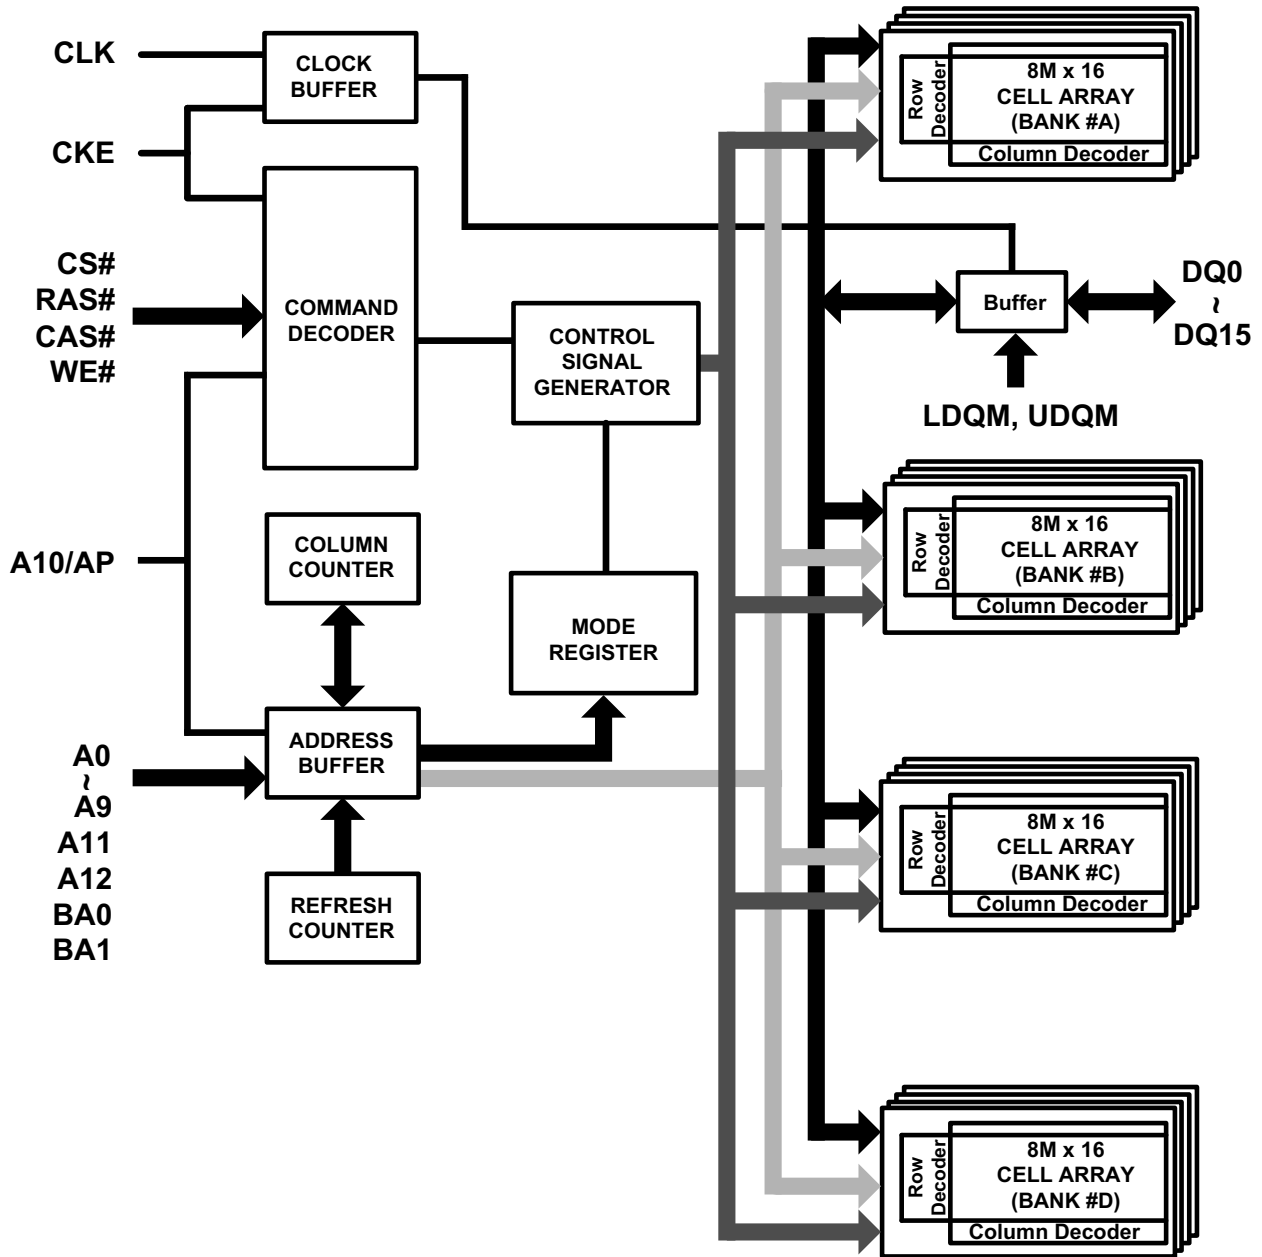 CLK
CLOCK
BUFFER
CKE
CS#
RAS#
CAS#
WE#
COMMAND
DECODER
CONTROL
SIGNAL
GENERATOR
A10/AP
COLUMN
COUNTER
MODE
REGISTER
A0
~
A9
A11
A12
BA0
BA1
ADDRESS
BUFFER
REFRESH
COUNTER
Row
Decoder
8M x 16
CELL ARRAY
(BANK #A)
Column Decoder
Buffer
DQ0
~
DQ15
LDQM, UDQM
Row
Decoder
8M x 16
CELL ARRAY
(BANK #B)
Column Decoder
Row
Decoder
8M x 16
CELL ARRAY
(BANK #C)
Column Decoder
Row
Decoder
8M x 16
CELL ARRAY
(BANK #D)
Column Decoder